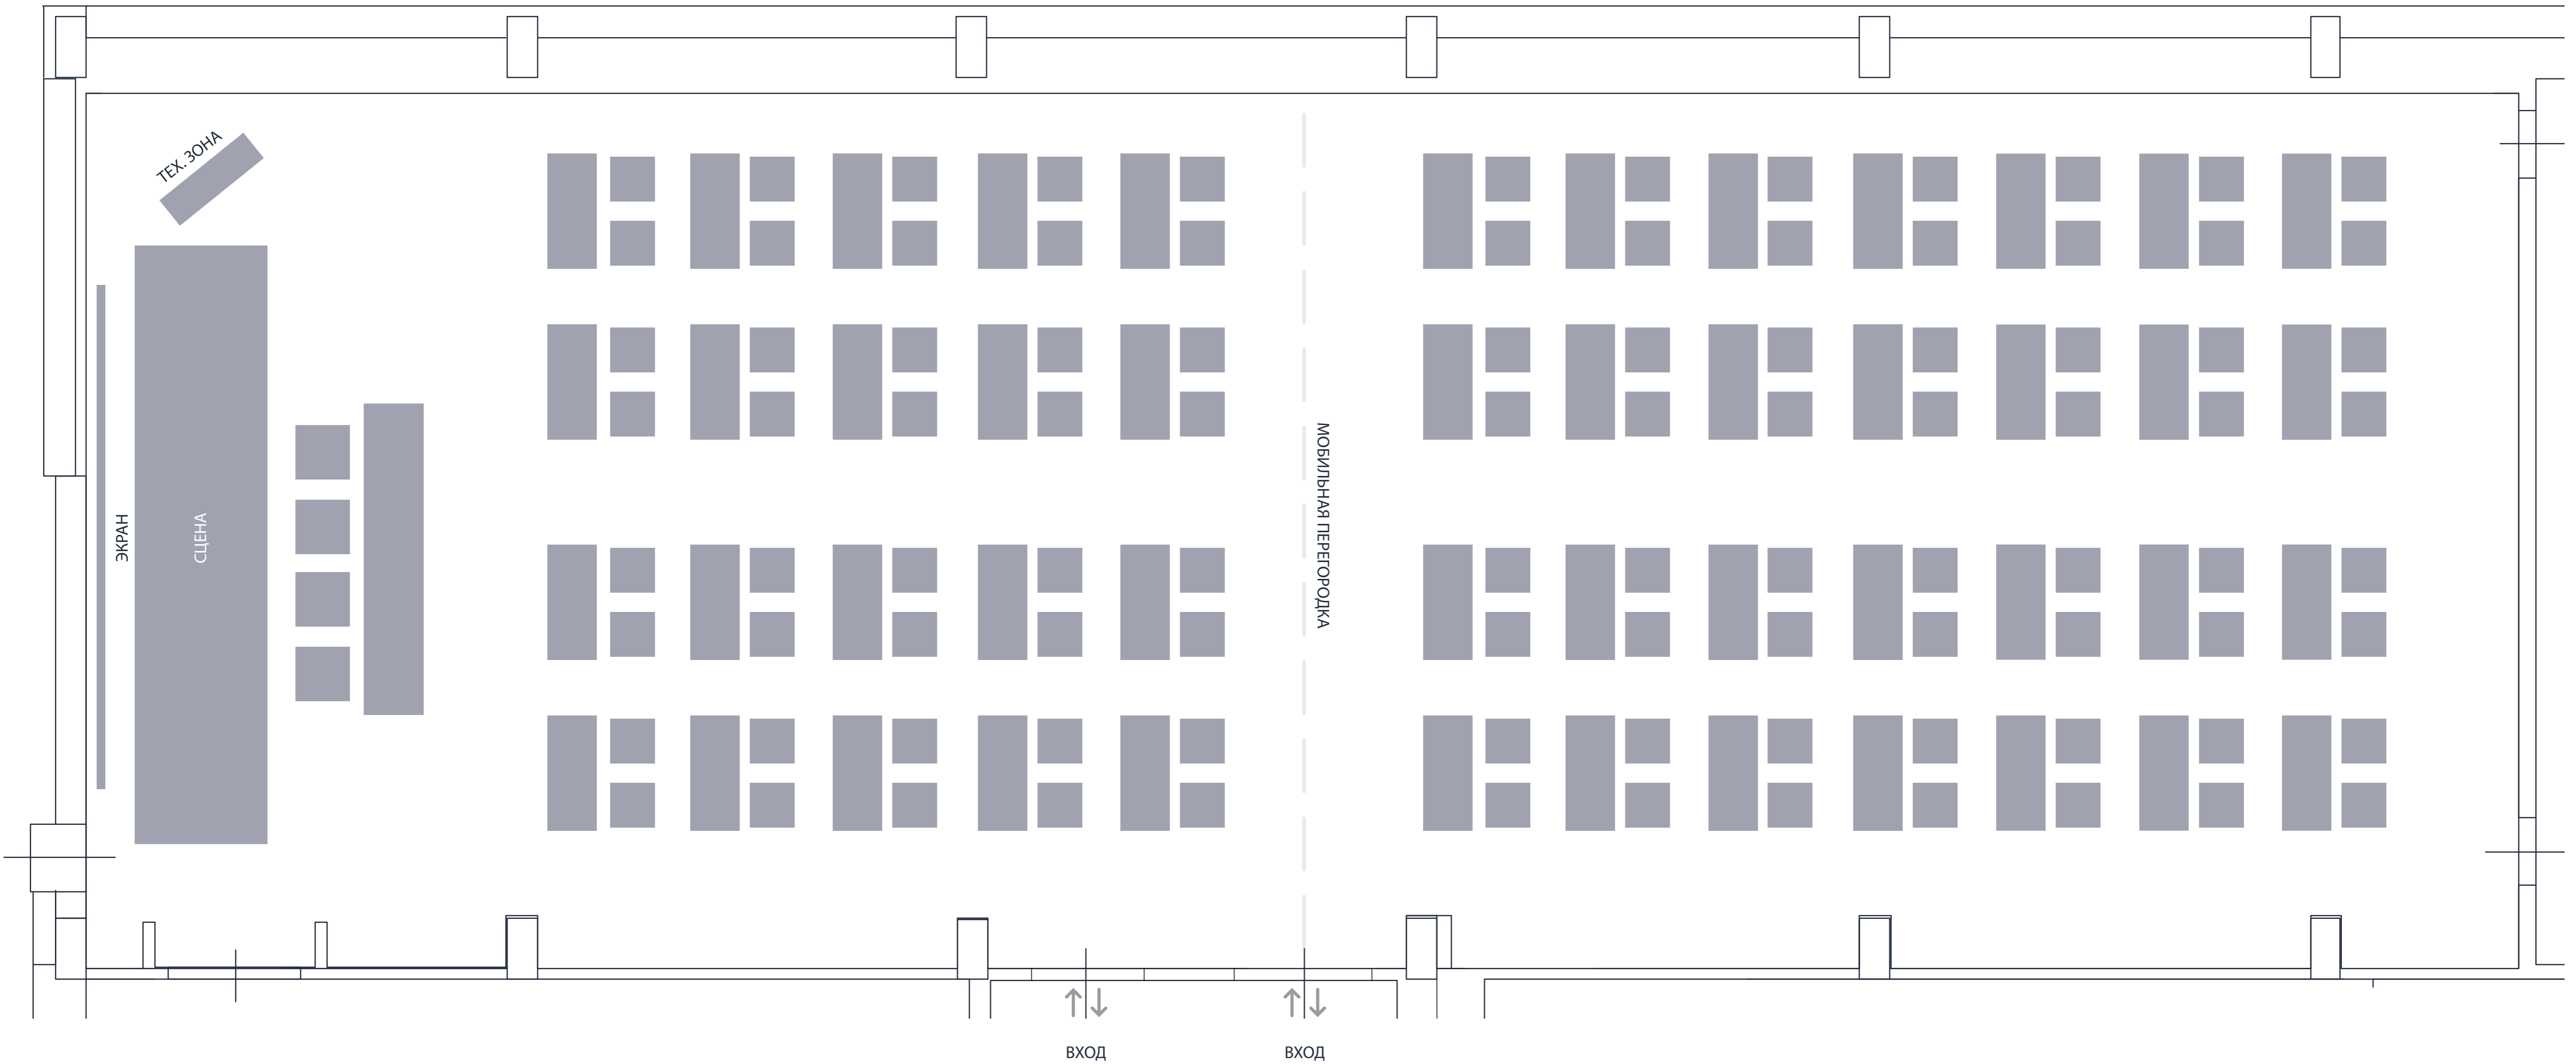 ТЕХ. ЗОНА
ЭКРАН
СЦЕНА
МОБИЛЬНАЯ ПЕРЕГОРОДКА
ВХОД
ВХОД